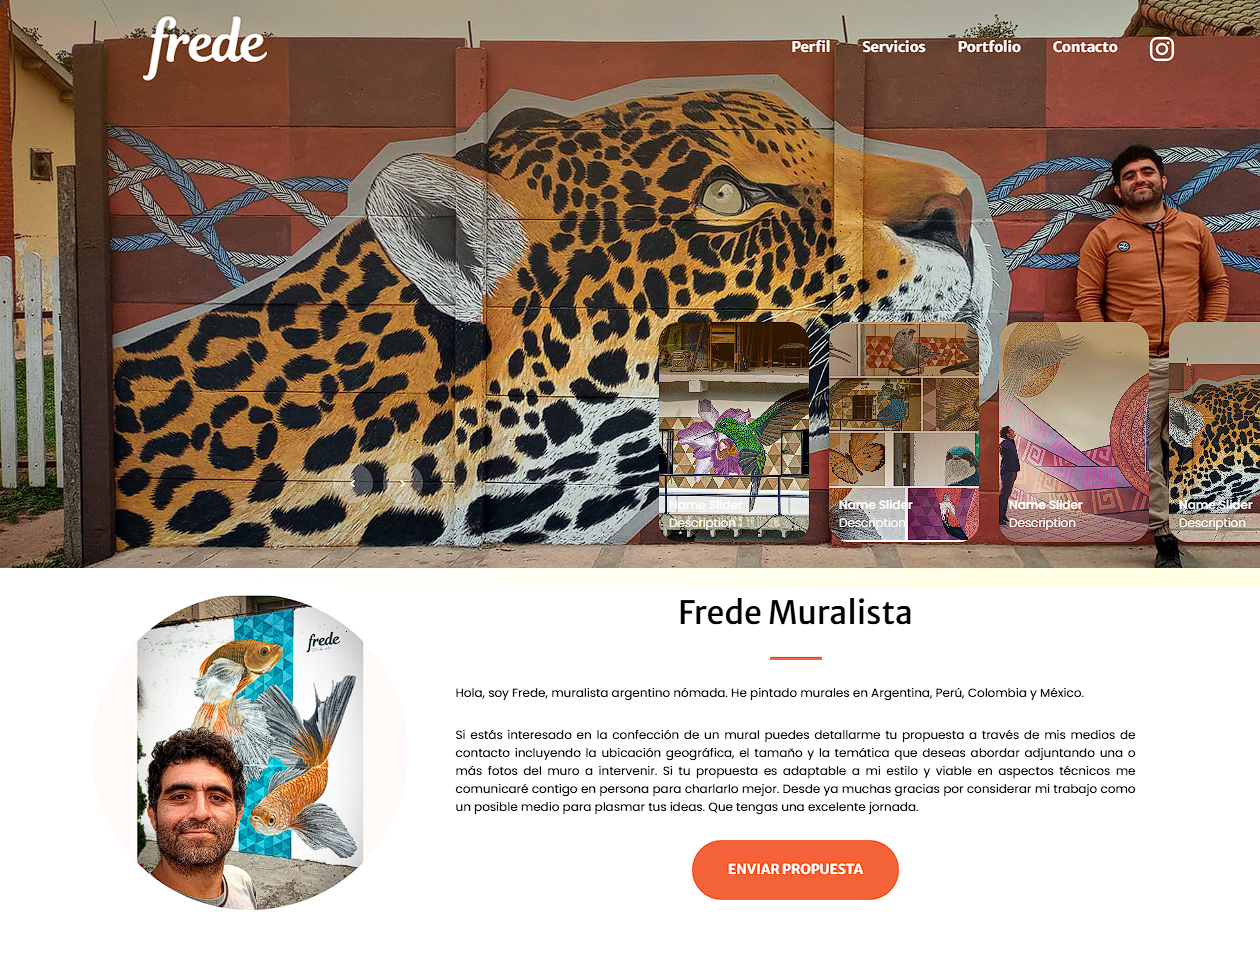 frede
Perfil Servicios Portfolio Contacto
Name Slider Name Slider Name Slider Name Slider
Description Description Description Description
frede
Frede Muralista
Hola, soy Frede, muralista argentino nómada. He pintado murales en Argentina, Perú, Colombia y México.
Si estás interesado en la confección de un mural puedes detallarme tu propuesta a través de mis medios de
contacto incluyendo la ubicación geográfica, el tamaño y la temática que deseas abordar adjuntando una o
más fotos del muro a intervenir. Si tu propuesta es adaptable a mi estilo y viable en aspectos técnicos me
comunicaré contigo en persona para charlarlo mejor. Desde ya muchas gracias por considerar mi trabajo como
un posible medio para plasmar tus ideas. Que tengas una excelente jornada.
ENVIAR PROPUESTA